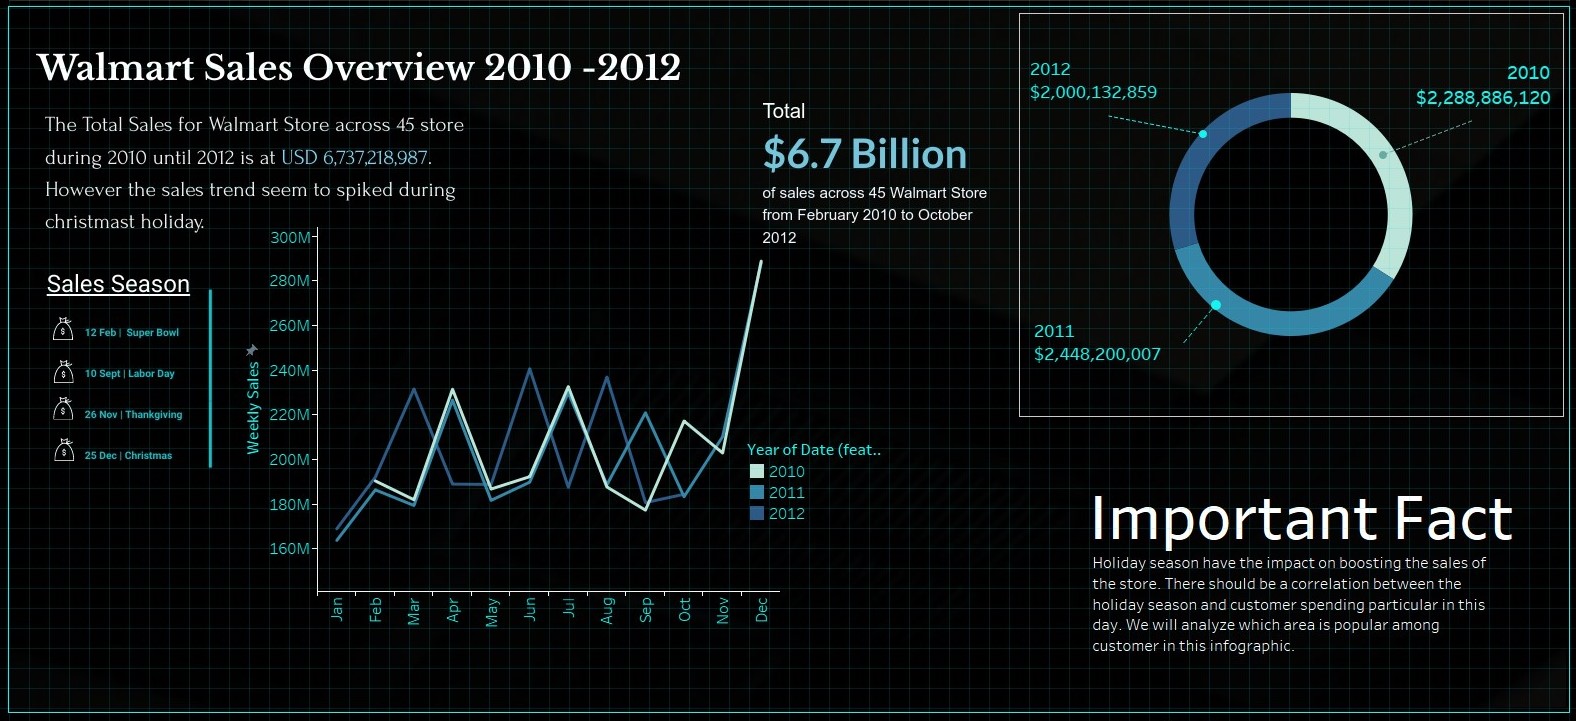 Walmart Sales Overview 2010 -2012
The Total Sales for Walmart Store across 45 store
during 2010 until 2012 is at USD 6,737,218,987.
However the sales trend seem to spiked during
christmast holiday.
Total
$6.7 Billion
of sales across 45 Walmart Store
from February 2010 to October
2012
2012
$2,000,132,859
2010
$2,288,886,120
2011
$2,448,200,007
Sales Season
$
12 Feb | Super Bowl
$
10 Sept | Labor Day
$
26 Nov | Thankgiving
$
25 Dec | Christmas
Weekly Sales
300M
280M
260M
240M
220M
200M
180M
160M
Jan
Feb
Mar
Apr
May
Jun
Jul
Aug
Sep
Oct
Nov
Dec
Year of Date (feat..
2010
2011
2012
Important Fact
Holiday season have the impact on boosting the sales of
the store. There should be a correlation between the
holiday season and customer spending particular in this
day. We will analyze which area is popular among
customer in this infographic.